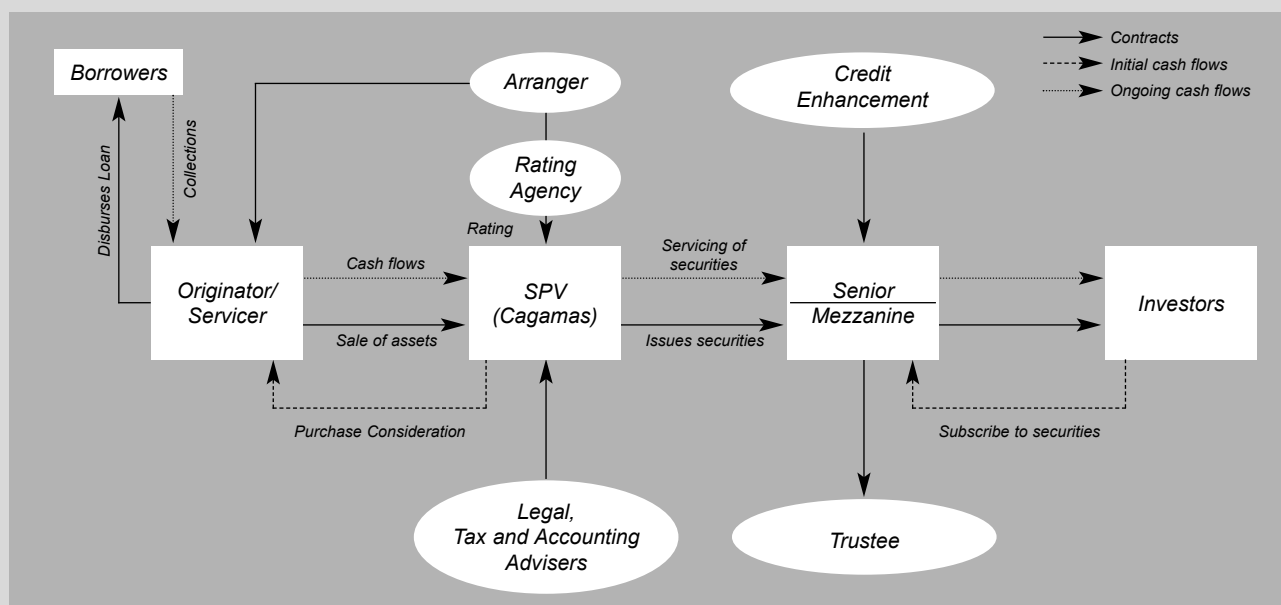 Borrowers
Arranger
Credit
Enhancement
Contracts
Initial cash flows
Ongoing cash flows
Disburses Loan
Collections
Rating
Agency
Rating
Originator/
Servicer
Cash flows
Sale of assets
SPV
(Cagamas)
Servicing of
securities
Issues securities
Senior
Mezzanine
Investors
Purchase Consideration
Subscribe to securities
Legal,
Tax and Accounting
Advisers
Trustee